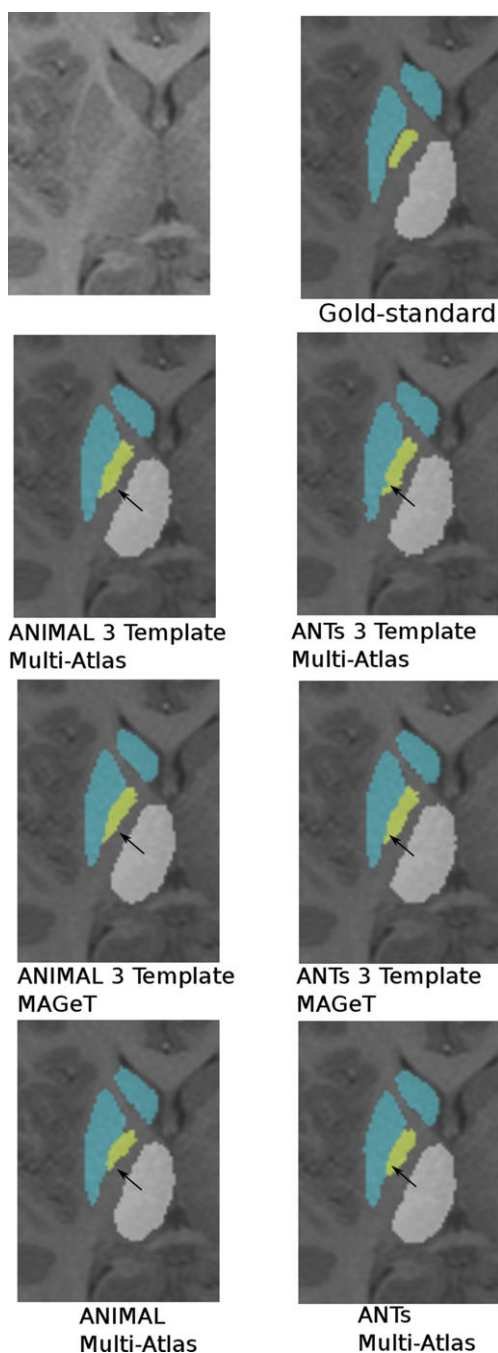 Gold-standard
ANIMAL 3 Template
Multi-Atlas
ANTs 3 Template
Multi-Atlas
ANIMAL 3 Template
MAGeT
ANTs 3 Template
MAGeT
ANIMAL
Multi-Atlas
ANTs
Multi-Atlas